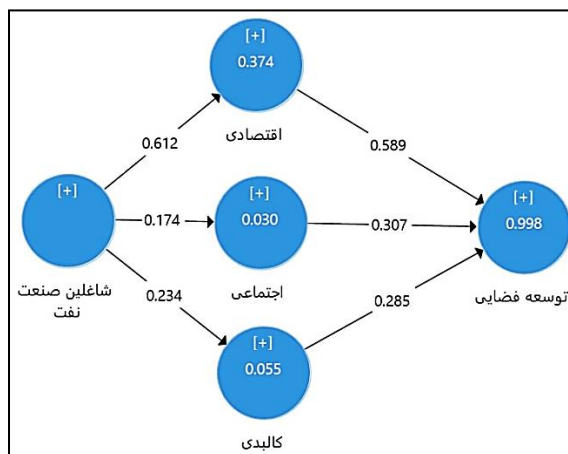 [+]
0.374
اقتصادی
0.612
0.589
[+]
[+]
0.030
[+]
0.998
0.174
0.307
اجتماعی
شاغلین صنعت
نفت
توسعه فضایی
0.234
0.285
[+]
0.055
کالبدی